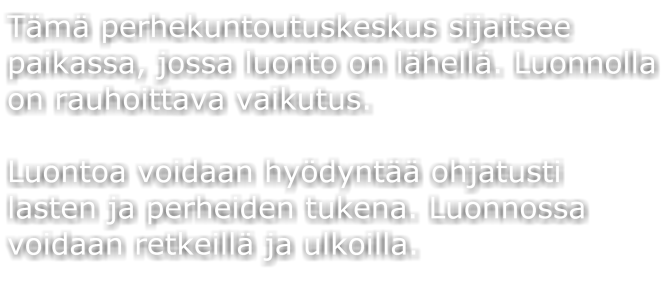 Tämä perhekuntoutuskeskus sijaitsee
paikassa, jossa luonto on lähellä. Luonnolla
on rauhoittava vaikutus.
Luontoa voidaan hyödyntää ohjatusti
lasten ja perheiden tukena. Luonnossa
voidaan retkeillä ja ulkoilla.